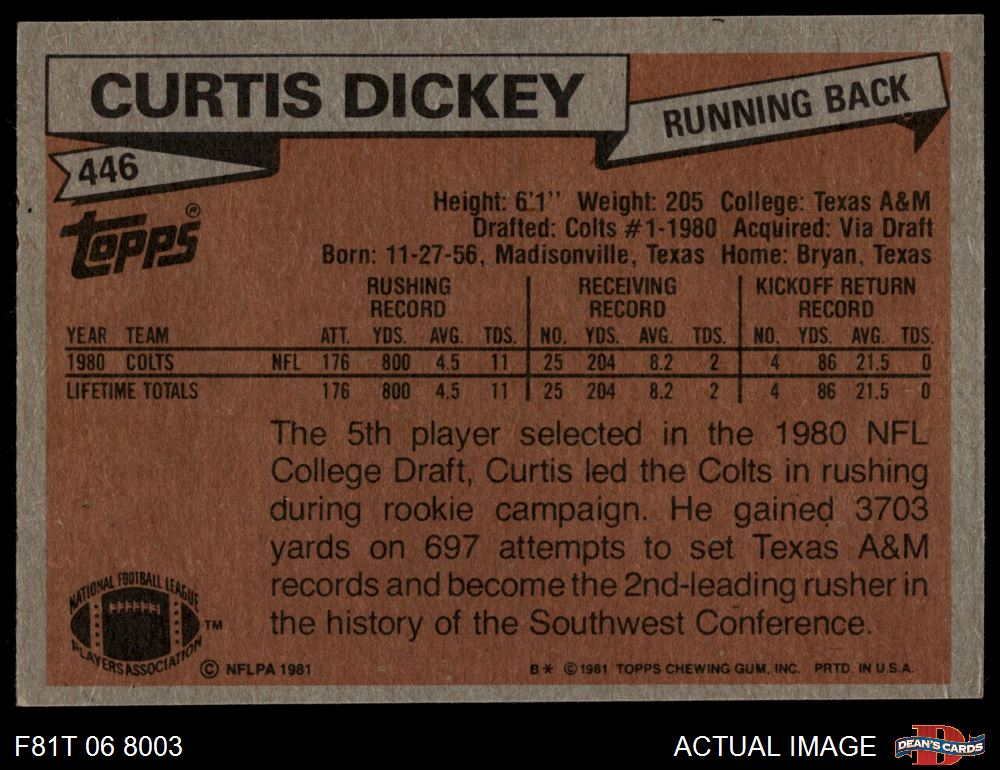 CURTIS DICKEY
RUNNING BACK
446
Topps®
Height: 6'1'' Weight: 205 College: Texas A&M
Drafted: Colts #1-1980 Acquired: Via Draft
Born: 11-27-56, Madisonville, Texas Home: Bryan, Texas
RUSHING RECORD RECEIVING RECORD KICKOFF RETURN RECORD
YEAR TEAM ATT. YDS. AVG. TDS. NO. YDS. AVG. TDS. NO. YDS. AVG. TDS.
1980 COLTS NFL 176 800 4.5 11 25 204 8.2 2 4 86 21.5 0
LIFETIME TOTALS 176 800 4.5 11 25 204 8.2 2 4 86 21.5 0
The 5th player selected in the 1980 NFL
College Draft, Curtis led the Colts in rushing
during rookie campaign. He gained 3703
yards on 697 attempts to set Texas A&M
records and become the 2nd-leading rusher in
the history of the Southwest Conference.
NATIONAL FOOTBALL LEAGUE
PLAYERS ASSOCIATION ™
© NFLPA 1981
B* © 1981 TOPPS CHEWING GUM, INC. PRTD. IN U.S.A.
F81T 06 8003
ACTUAL IMAGE
D
DEAN'S CARDS